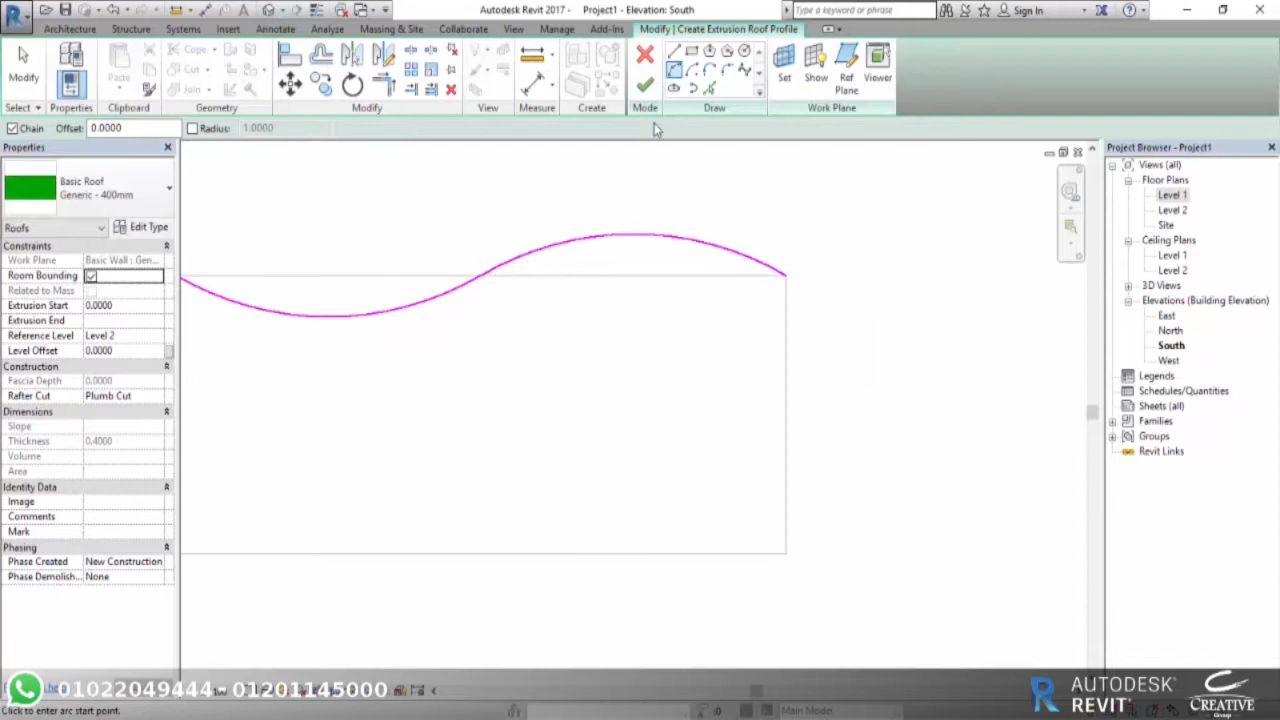 Autodesk Revit 2017 - Project1 - Elevation: South
Type a keyword or phrase
Sign In
Architecture Structure Systems Insert Annotate Analyze Massing & Site Collaborate View Manage Add-Ins Modify | Create Extrusion Roof Profile
Modify
Paste
Cope
Cut
Join
Set
Show
Ref Plane
Viewer
Select Properties Clipboard Geometry Modify View Measure Create Mode Draw Work Plane
Chain Offset: 0.0000 Radius: 1.0000
Properties
Basic Roof
Generic - 400mm
Roofs
Edit Type
Constraints
Work Plane Basic Wall : Gen...
Room Bounding
Related to Mass
Extrusion Start 0.0000
Extrusion End
Reference Level Level 2
Level Offset 0.0000
Construction
Fascia Depth 0.0000
Rafter Cut Plumb Cut
Dimensions
Slope
Thickness 0.4000
Volume
Area
Identity Data
Image
Comments
Mark
Phasing
Phase Created New Construction
Phase Demolish... None
Project Browser - Project1
Views (all)
Floor Plans
Level 1
Level 2
Site
Ceiling Plans
Level 1
Level 2
3D Views
Elevations (Building Elevation)
East
North
South
West
Legends
Schedules/Quantities
Sheets (all)
Families
Groups
Revit Links
01022049444- 01201145000
Click to enter arc start point.
:0
Main Model
R AUTODESK®
REVIT®
CREATIVE
Group